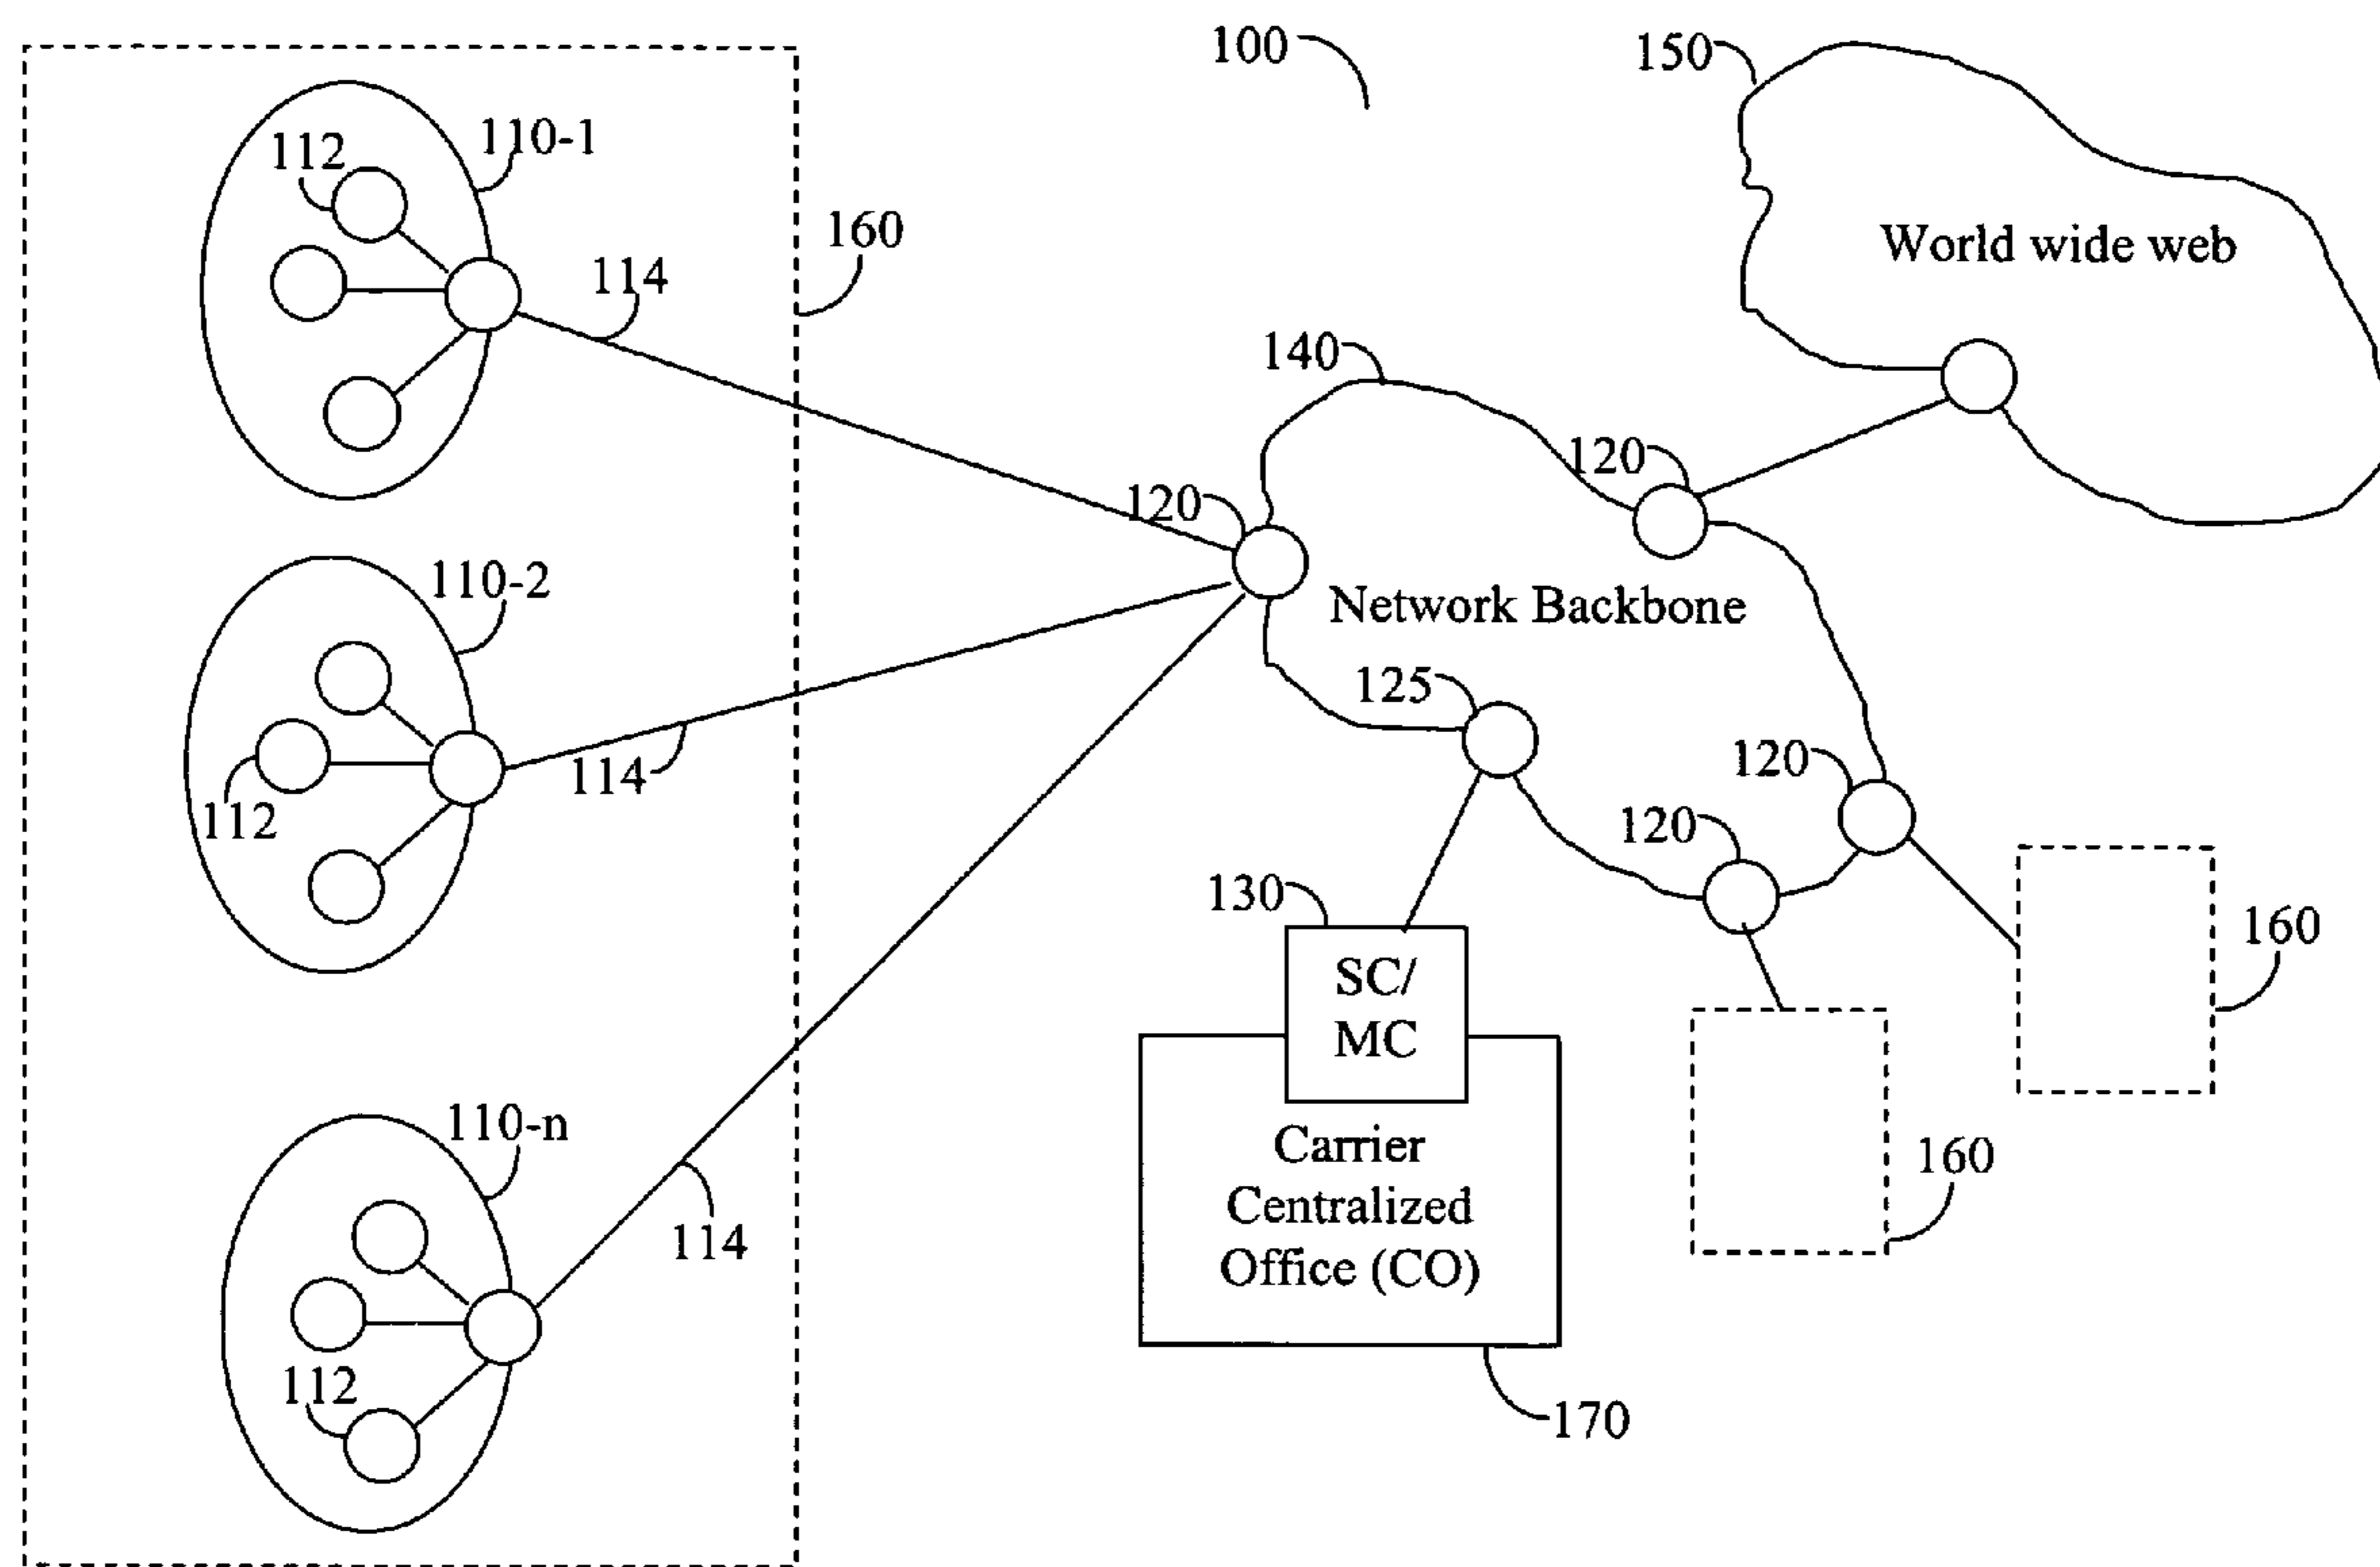 100
150
110-1
112
160
World wide web
114
140
120
120
110-2
Network Backbone
125
114
120
112
120
130
160
SC/
MC
110-n
Carrier
160
Centralized
114
Office (CO)
112
170